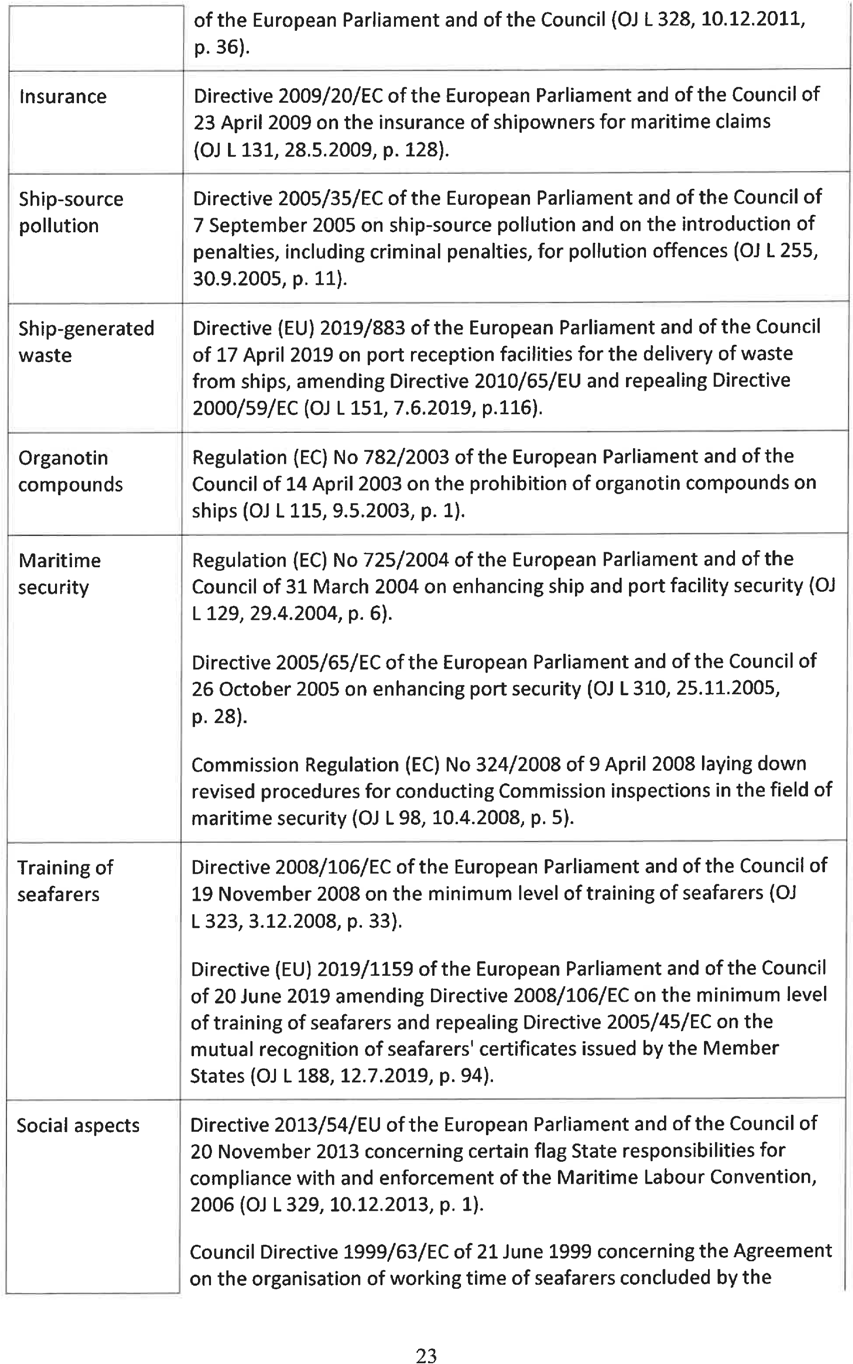 of the European Parliament and of the Council (OJ L 328, 10.12.2011,
p. 36).
Insurance
Directive 2009/20/EC of the European Parliament and of the Council of
23 April 2009 on the insurance of shipowners for maritime claims
(OJ L 131, 28.5.2009, p. 128).
Ship-source
pollution
Directive 2005/35/EC of the European Parliament and of the Council of
7 September 2005 on ship-source pollution and on the introduction of
penalties, including criminal penalties, for pollution offences (OJ L 255,
30.9.2005, p. 11).
Ship-generated
waste
Directive (EU) 2019/883 of the European Parliament and of the Council
of 17 April 2019 on port reception facilities for the delivery of waste
from ships, amending Directive 2010/65/EU and repealing Directive
2000/59/EC (OJ L 151, 7.6.2019, p.116).
Organotin
compounds
Regulation (EC) No 782/2003 of the European Parliament and of the
Council of 14 April 2003 on the prohibition of organotin compounds on
ships (OJ L 115, 9.5.2003, p. 1).
Maritime
security
Regulation (EC) No 725/2004 of the European Parliament and of the
Council of 31 March 2004 on enhancing ship and port facility security (OJ
L 129, 29.4.2004, p. 6).
Directive 2005/65/EC of the European Parliament and of the Council of
26 October 2005 on enhancing port security (OJ L 310, 25.11.2005,
p. 28).
Commission Regulation (EC) No 324/2008 of 9 April 2008 laying down
revised procedures for conducting Commission inspections in the field of
maritime security (OJ L 98, 10.4.2008, p. 5).
Training of
seafarers
Directive 2008/106/EC of the European Parliament and of the Council of
19 November 2008 on the minimum level of training of seafarers (OJ
L 323, 3.12.2008, p. 33).
Directive (EU) 2019/1159 of the European Parliament and of the Council
of 20 June 2019 amending Directive 2008/106/EC on the minimum level
of training of seafarers and repealing Directive 2005/45/EC on the
mutual recognition of seafarers' certificates issued by the Member
States (OJ L 188, 12.7.2019, p. 94).
Social aspects
Directive 2013/54/EU of the European Parliament and of the Council of
20 November 2013 concerning certain flag State responsibilities for
compliance with and enforcement of the Maritime Labour Convention,
2006 (OJ L 329, 10.12.2013, p. 1).
Council Directive 1999/63/EC of 21 June 1999 concerning the Agreement
on the organisation of working time of seafarers concluded by the
23